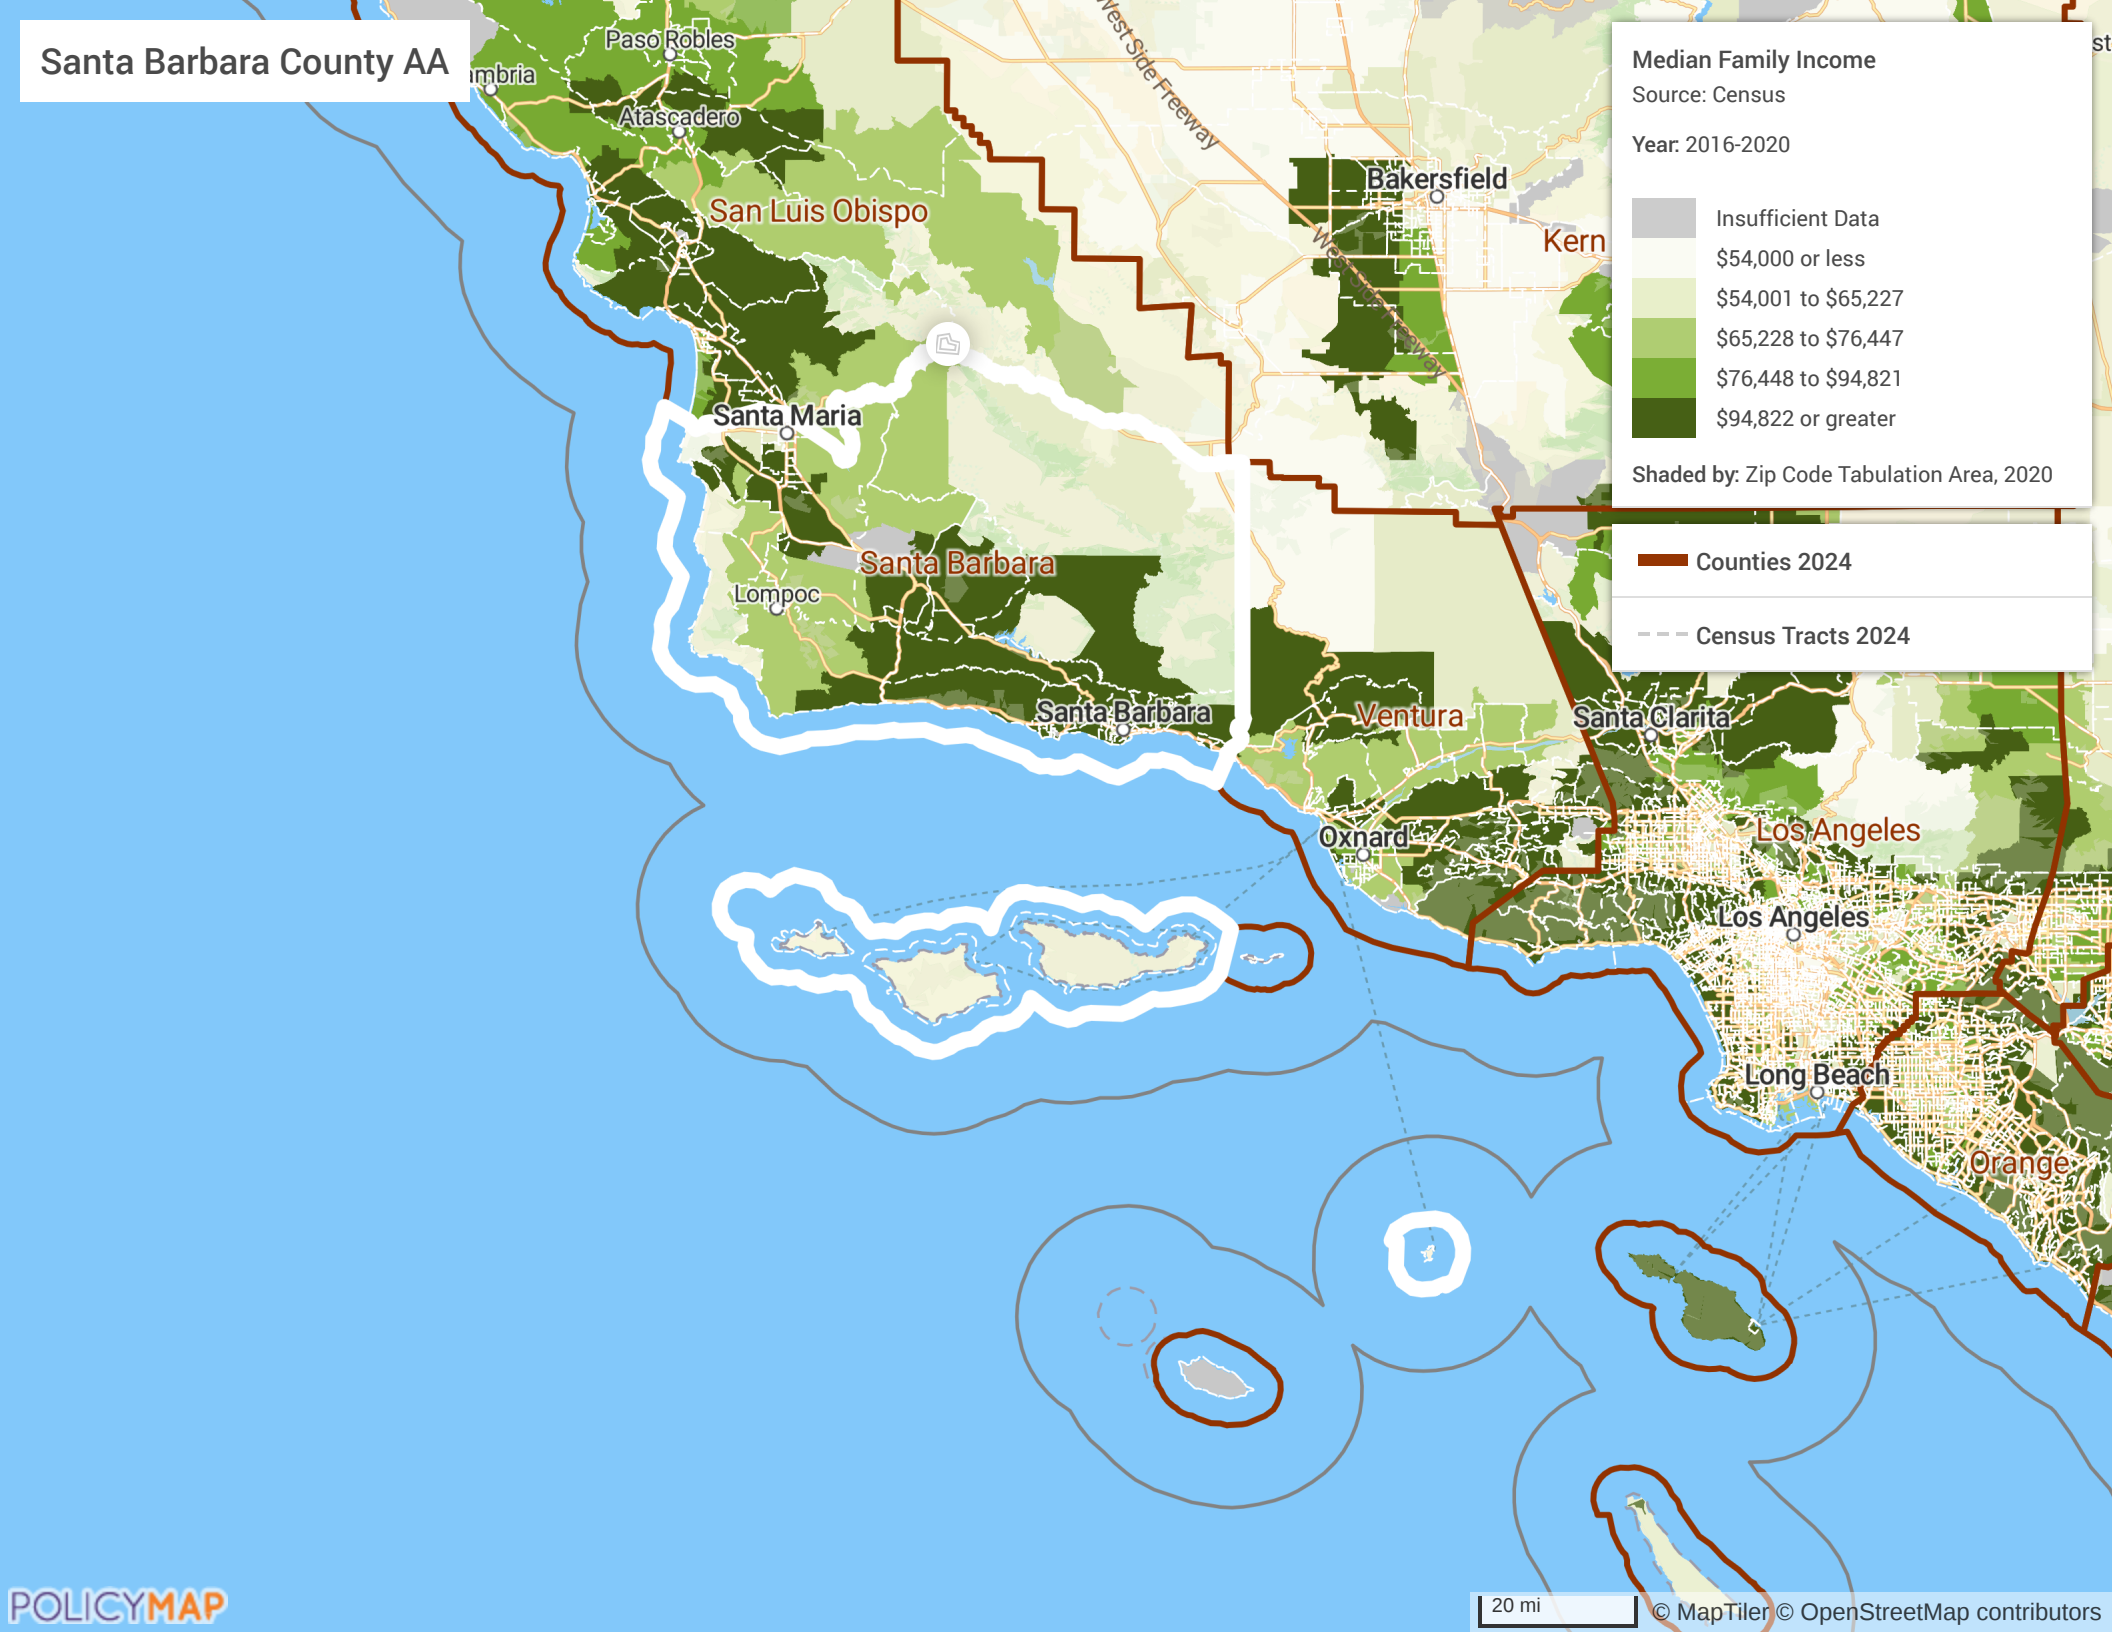 Santa Barbara County AA
Paso Robles
ambria
Atascadero
San Luis Obispo
West Side Freeway
Bakersfield
Kern
West Side Freeway
Santa Maria
Santa Barbara
Lompoc
Santa Barbara
Ventura
Santa Clarita
Oxnard
Los Angeles
Los Angeles
Long Beach
Orange
st
Median Family Income
Source: Census
Year: 2016-2020
Insufficient Data
$54,000 or less
$54,001 to $65,227
$65,228 to $76,447
$76,448 to $94,821
$94,822 or greater
Shaded by: Zip Code Tabulation Area, 2020
Counties 2024
Census Tracts 2024
POLICYMAP
20 mi
© MapTiler © OpenStreetMap contributors